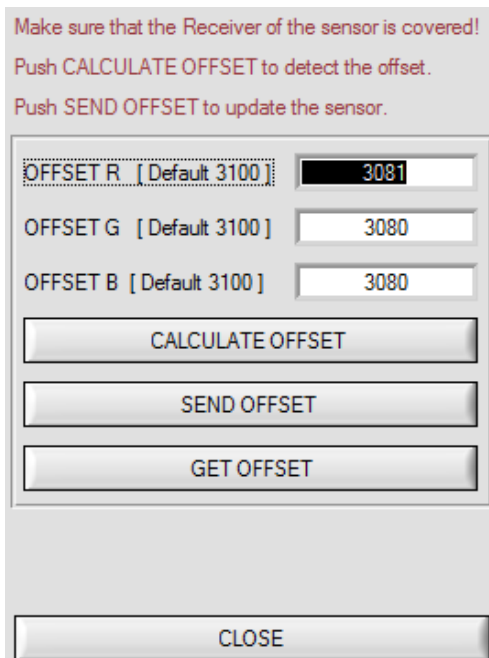 Make sure that the Receiver of the sensor is covered!
Push CALCULATE OFFSET to detect the offset.
Push SEND OFFSET to update the sensor.
OFFSET R [ Default 3100 ] 3081
OFFSET G [ Default 3100 ] 3080
OFFSET B [ Default 3100 ] 3080
CALCULATE OFFSET
SEND OFFSET
GET OFFSET
CLOSE